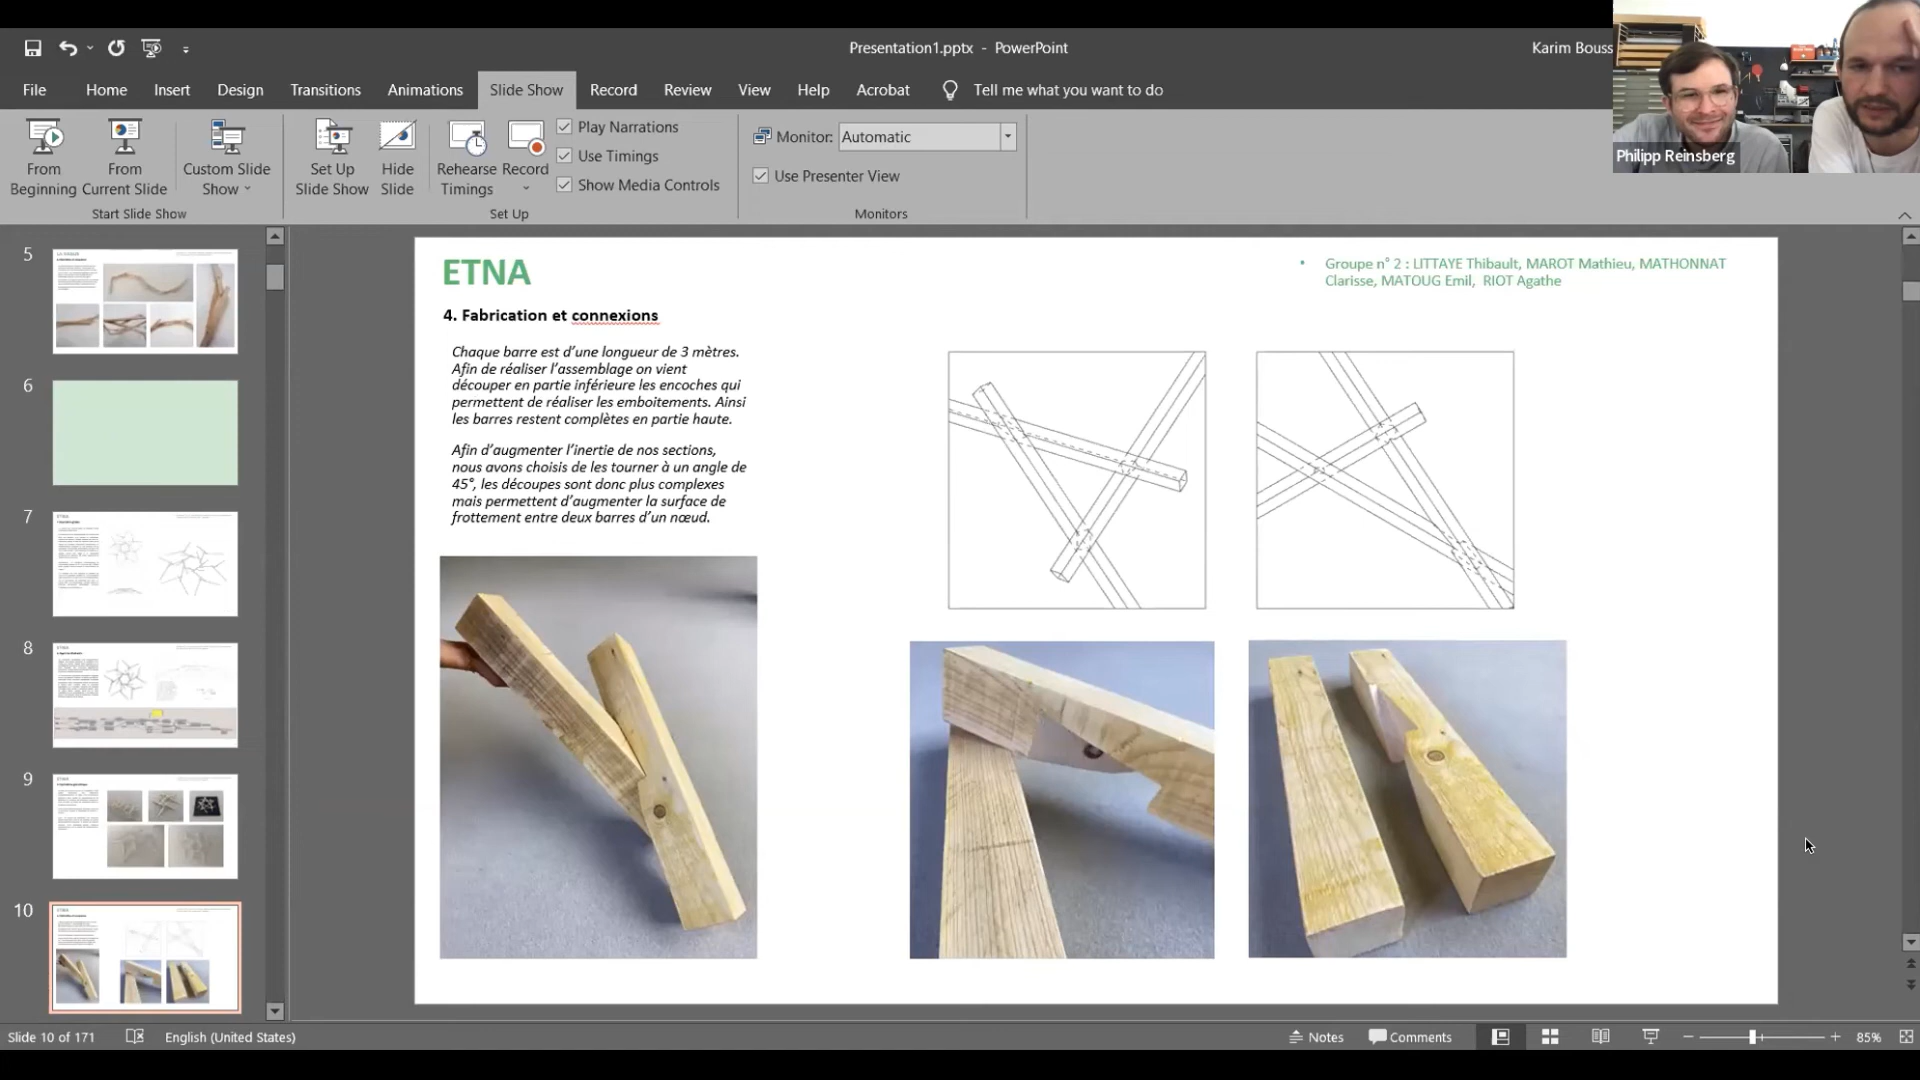 Presentation1.pptx - PowerPoint
Karim Bouss
File
Home
Insert
Design
Transitions
Animations
Slide Show
Record
Review
View
Help
Acrobat
Tell me what you want to do
From
Beginning
From
Current Slide
Custom Slide
Show
Start Slide Show
Set Up
Slide Show
Hide
Slide
Rehearse
Timings
Record
Play Narrations
Use Timings
Show Media Controls
Set Up
Monitor: Automatic
Use Presenter View
Monitors
Philipp Reinsberg
5
6
7
8
9
10
ETNA
• Groupe n° 2 : LITTAYE Thibault, MAROT Mathieu, MATHONNAT
Clarisse, MATOUG Emil, RIOT Agathe
4. Fabrication et connexions
Chaque barre est d’une longueur de 3 mètres.
Afin de réaliser l’assemblage on vient
découper en partie inférieure les encoches qui
permettent de réaliser les emboitements. Ainsi
les barres restent complètes en partie haute.
Afin d’augmenter l’inertie de nos sections,
nous avons choisis de les tourner à un angle de
45°, les découpes sont donc plus complexes
mais permettent d’augmenter la surface de
frottement entre deux barres d’un nœud.
Slide 10 of 171
English (United States)
Notes
Comments
85%